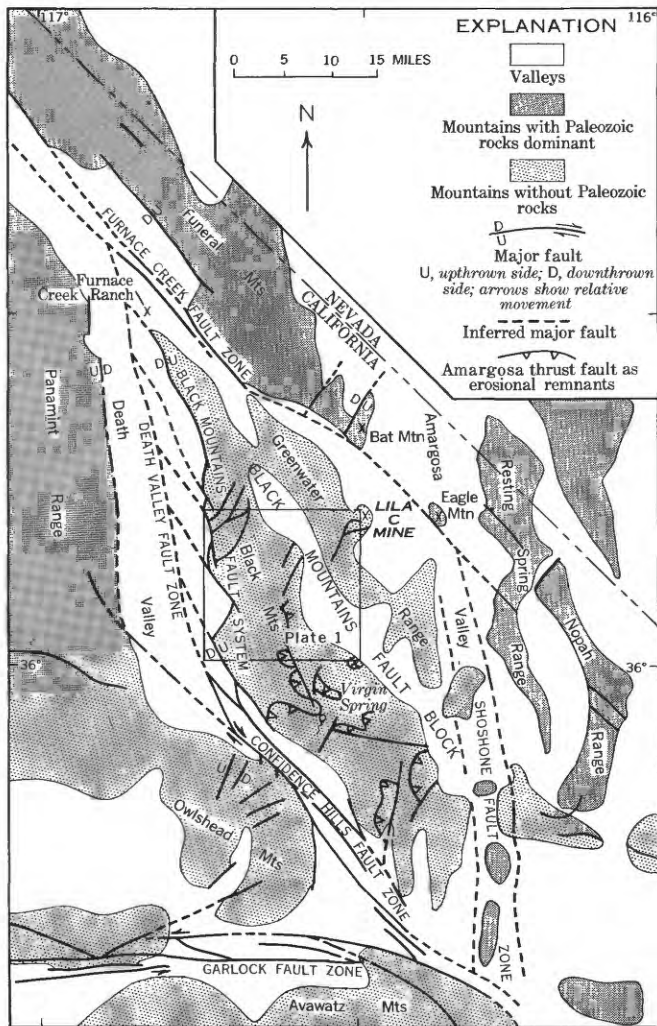 117°
116°
EXPLANATION
Valleys
Mountains with Paleozoic
rocks dominant
Mountains without Paleozoic
rocks
D
U
Major fault
U, upthrown side; D, downthrown
side; arrows show relative
movement
Inferred major fault
Amargosa thrust fault as
erosional remnants
0 5 10 15 MILES
N
NEVADA
CALIFORNIA
Funeral
Mts
D
FURNACE CREEK FAULT ZONE
Furnace
Creek Ranch
X
U D
D U
Panamint
Range
Death
Valley
DEATH VALLEY FAULT ZONE
BLACK MOUNTAINS
FAULT SYSTEM
D U
Greenwater
Range
BLACK
MOUNTAINS
FAULT
BLOCK
Black
Mts
Plate 1
D U
X
Bat Mtn
Amargosa
Valley
Eagle
Mtn
X
LILA
C
MINE
X
Resting
Spring
Range
Nopah
Range
36°
36°
Virgin
Spring
SHOSHONE
FAULT
ZONE
CONFIDENCE HILLS FAULT ZONE
U D
Owlshead
Mts
GARLOCK FAULT ZONE
Avawatz Mts